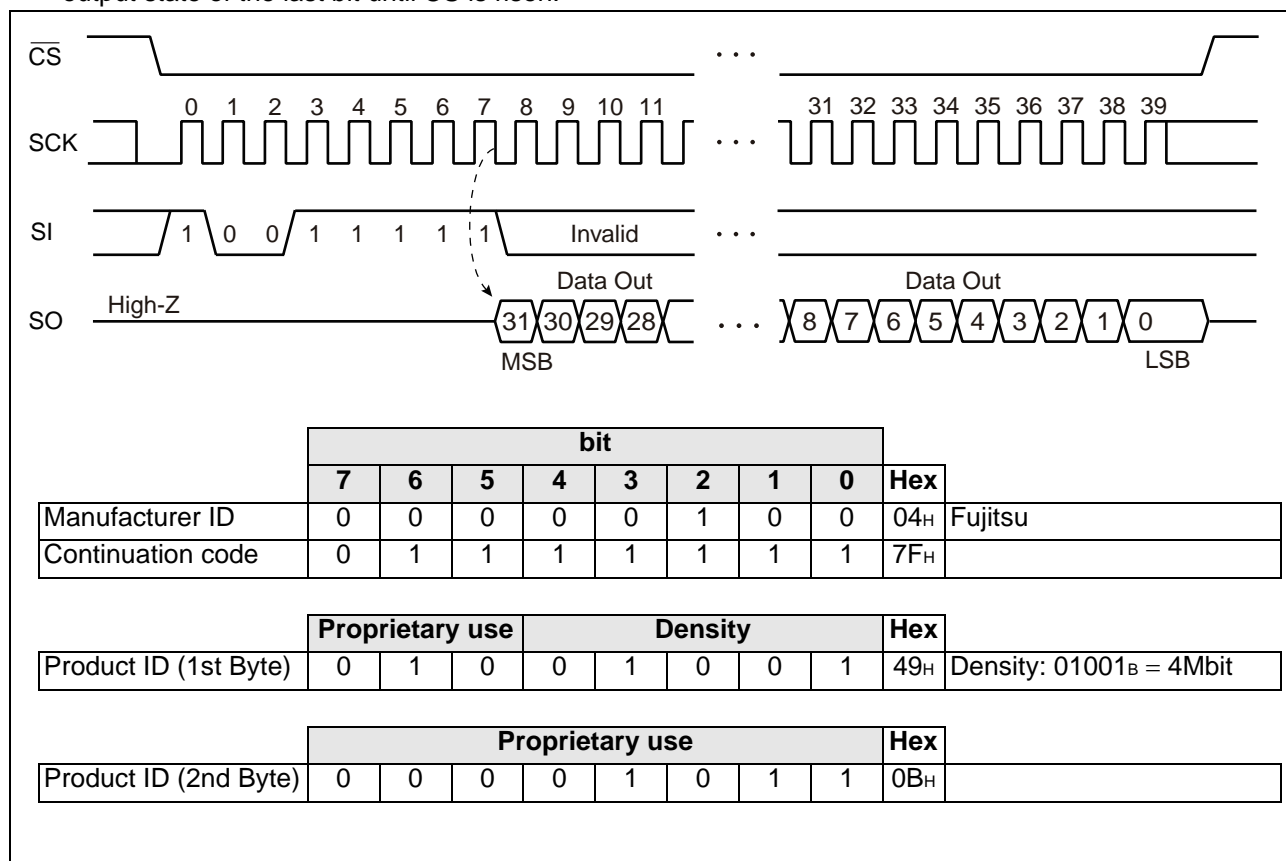 CS
0 1 2 3 4 5 6 7 8 9 10 11 31 32 33 34 35 36 37 38 39
SCK
SI 1 0 0 1 1 1 1 1 Invalid
Data Out Data Out
High-Z
SO 31 30 29 28 8 7 6 5 4 3 2 1 0
MSB LSB
bit
7 6 5 4 3 2 1 0 Hex
Manufacturer ID 0 0 0 0 0 1 0 0 04H Fujitsu
Continuation code 0 1 1 1 1 1 1 1 7FH
Proprietary use Density Hex
Product ID (1st Byte) 0 1 0 0 1 0 0 1 49H Density: 01001B = 4Mbit
Proprietary use Hex
Product ID (2nd Byte) 0 0 0 0 1 0 1 1 0BH